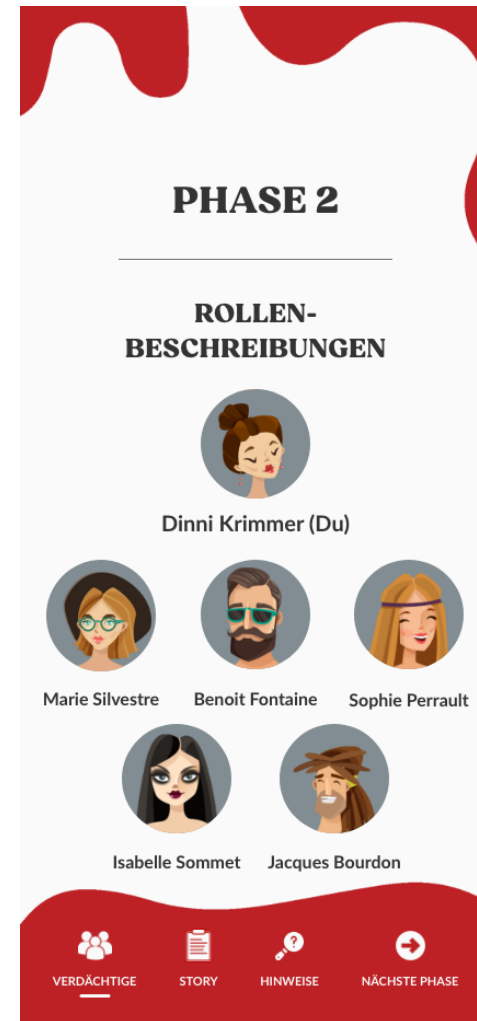 PHASE 2
ROLLEN-
BESCHREIBUNGEN
Dinni Krimmer (Du)
Marie Silvestre
Benoit Fontaine
Sophie Perrault
Isabelle Sommet
Jacques Bourdon
?
VERDÄCHTIGE
STORY
HINWEISE
NÄCHSTE PHASE